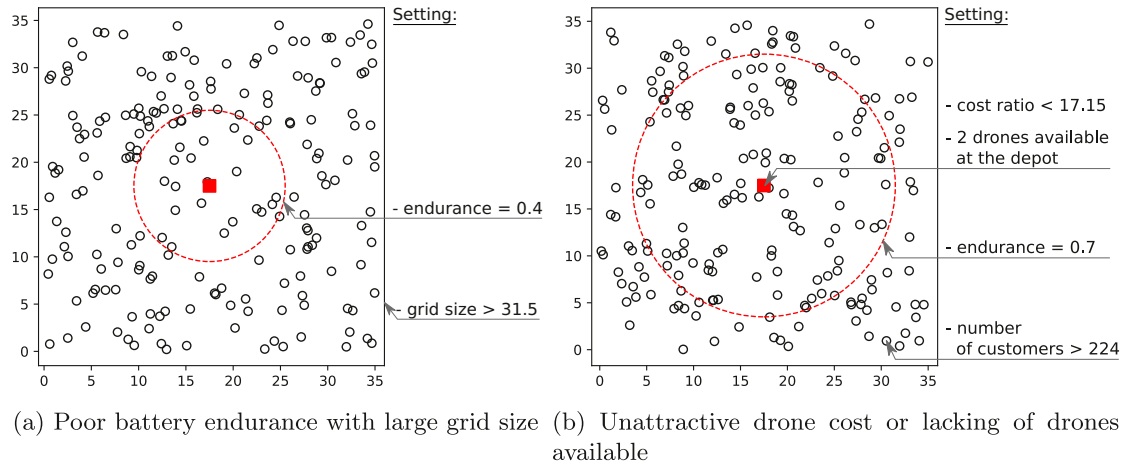 Setting:
- endurance = 0.4
- grid size > 31.5
35
30
25
20
15
10
5
0
0 5 10 15 20 25 30 35
(a) Poor battery endurance with large grid size
Setting:
- cost ratio < 17.15
- 2 drones available
at the depot
- endurance = 0.7
- number
of customers > 224
35
30
25
20
15
10
5
0
0 5 10 15 20 25 30 35
(b) Unattractive drone cost or lacking of drones
available